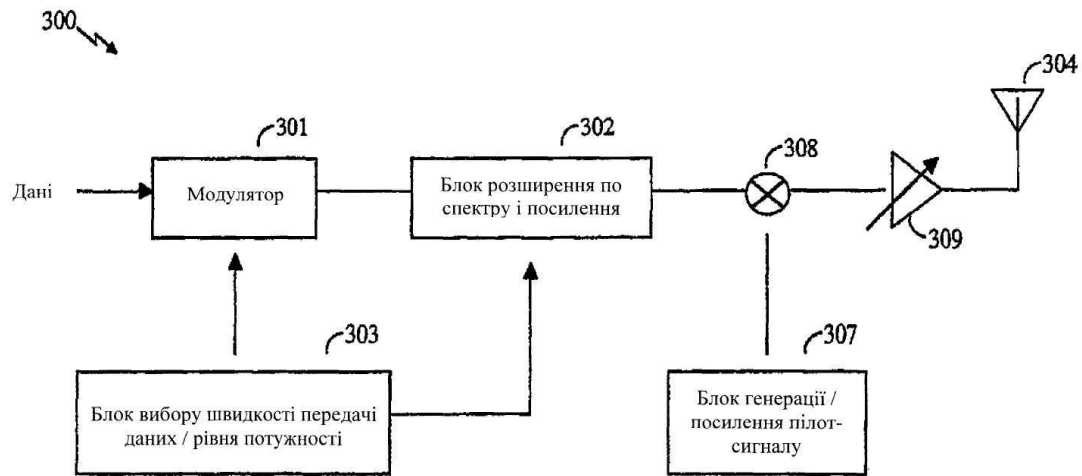 300
304
301
302
308
Дані
Модулятор
Блок розширення по
спектру і посилення
309
303
307
Блок вибору швидкості передачі
даних / рівня потужності
Блок генерації /
посилення пілот-
сигналу